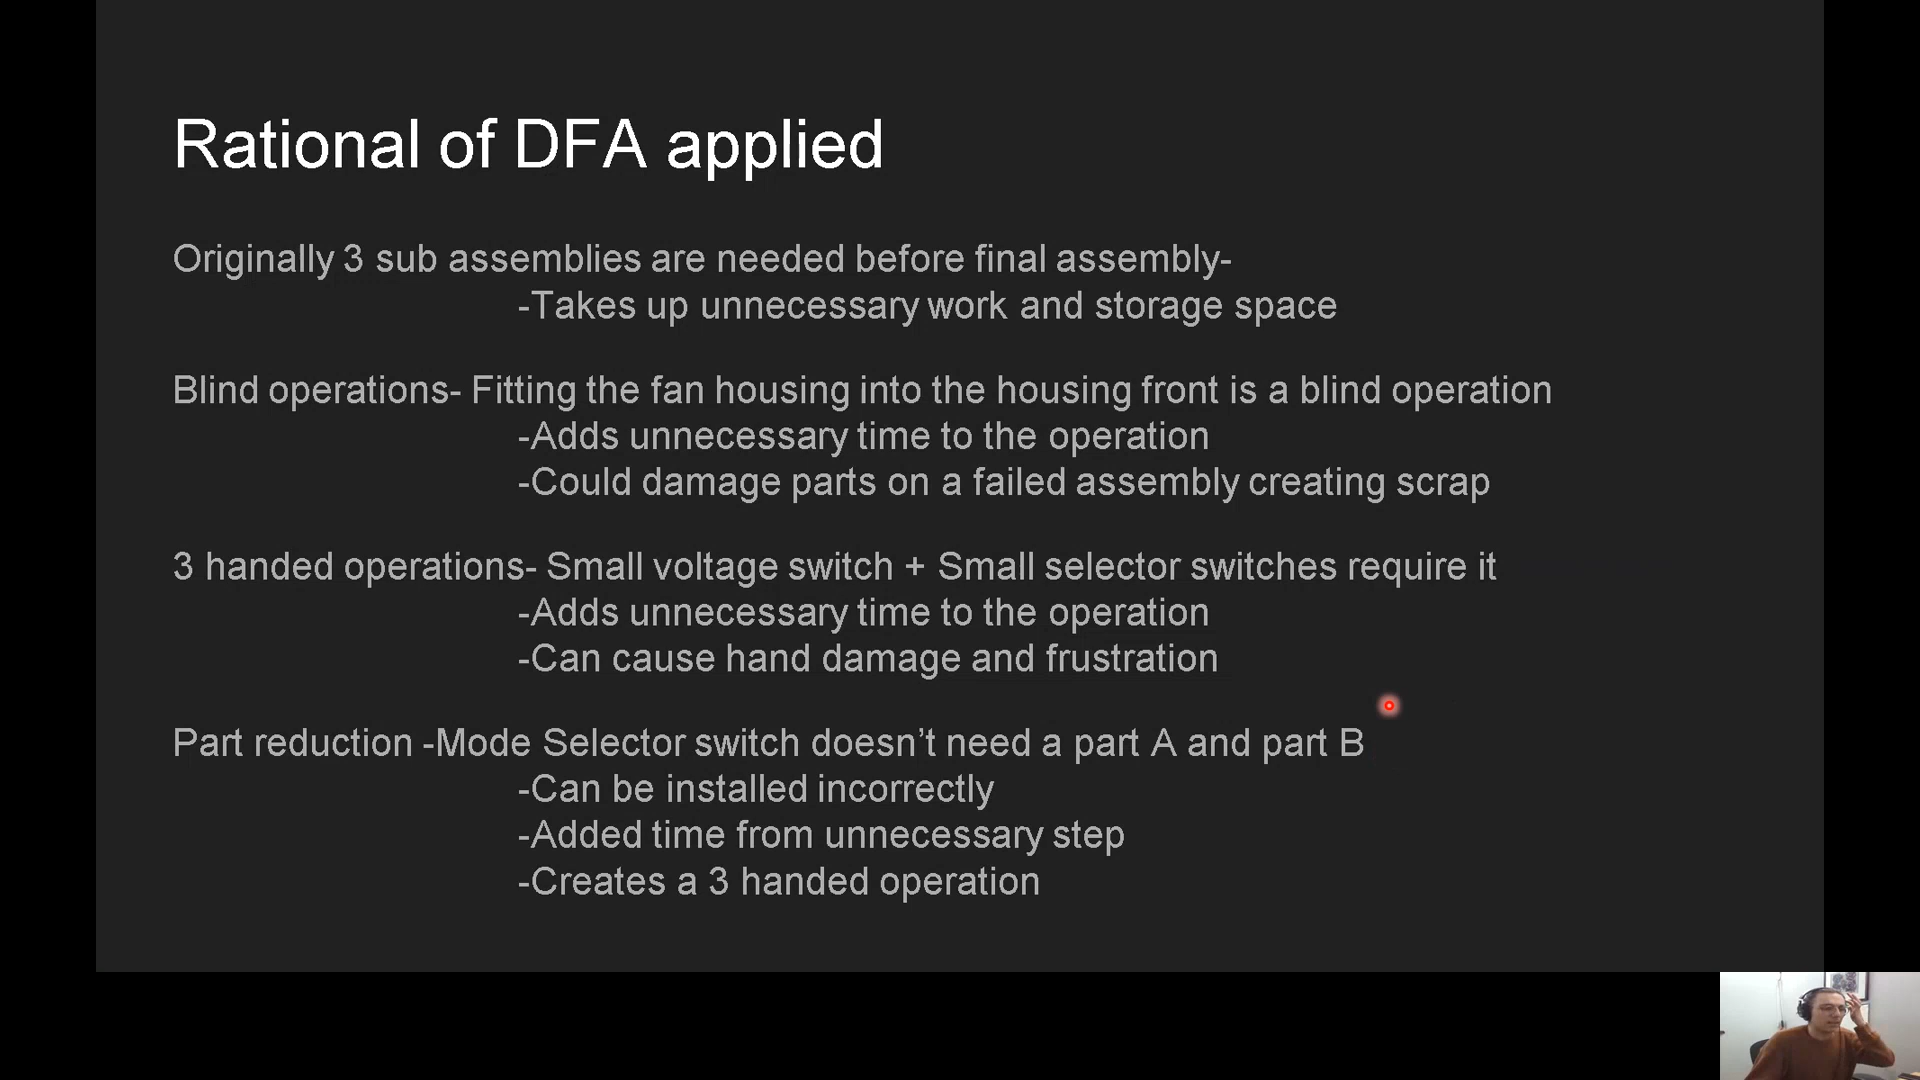 Rational of DFA applied
Originally 3 sub assemblies are needed before final assembly-
-Takes up unnecessary work and storage space
Blind operations- Fitting the fan housing into the housing front is a blind operation
-Adds unnecessary time to the operation
-Could damage parts on a failed assembly creating scrap
3 handed operations- Small voltage switch + Small selector switches require it
-Adds unnecessary time to the operation
-Can cause hand damage and frustration
Part reduction -Mode Selector switch doesn’t need a part A and part B
-Can be installed incorrectly
-Added time from unnecessary step
-Creates a 3 handed operation